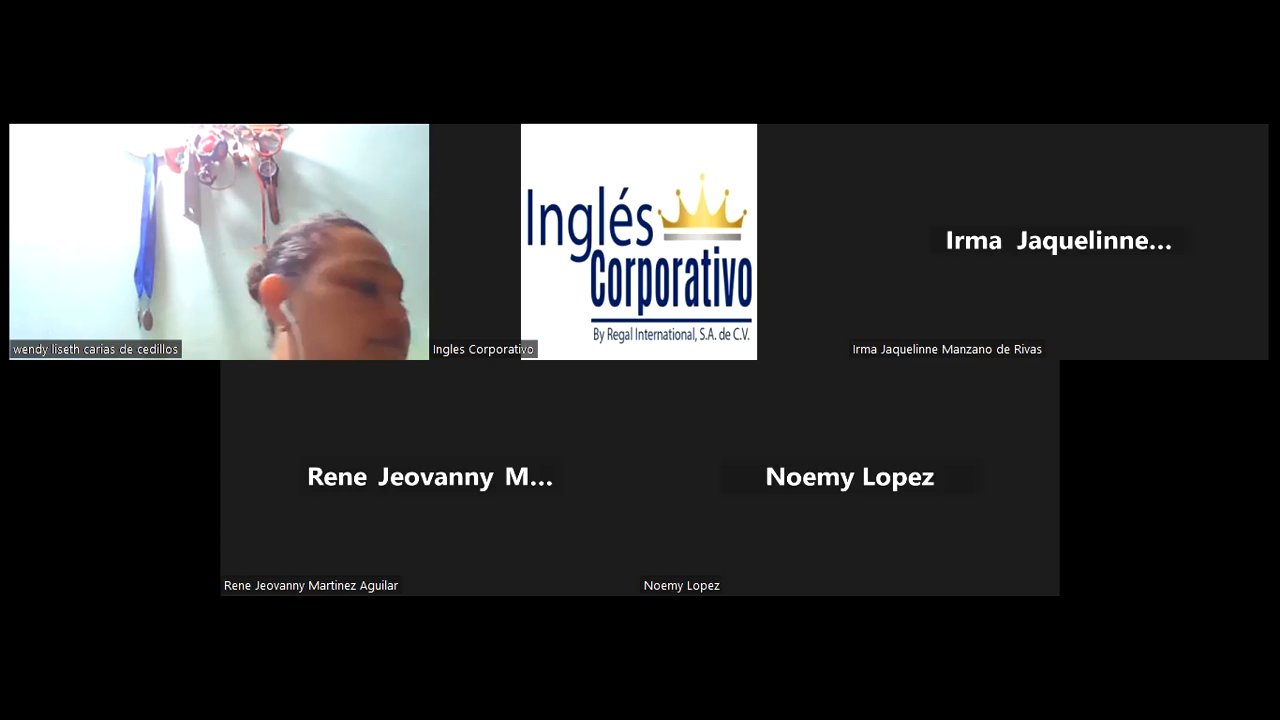 Inglés
Corporativo
By Regal International, S.A. de C.V.
Irma Jaquelinne...
wendy liseth carias de cedillos
Ingles Corporativo
Irma Jaquelinne Manzano de Rivas
Rene Jeovanny M...
Noemy Lopez
Rene Jeovanny Martinez Aguilar
Noemy Lopez